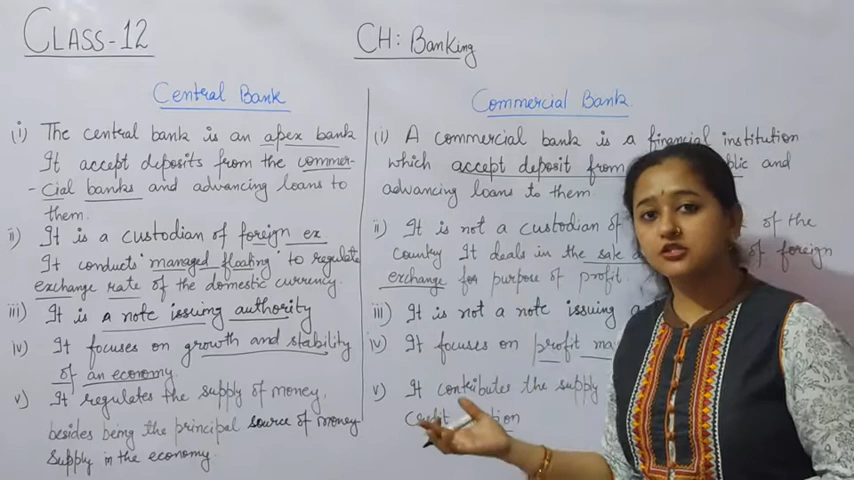 CLASS-12
CH: Banking
Central Bank
(i) The central bank is an apex bank
It accept deposits from the commer-
-cial banks and advancing loans to
them.
ii) It is a custodian of foreign ex
It conducts 'managed floating' to regulate
exchange rate of the domestic currency.
iii) It is a note issuing authority
iv) It focuses on growth and stability
of an economy.
v) It regulates the supply of money,
besides being the principal source of money
supply in the economy.
Commercial Bank
(i) A commercial bank is a financial institution
which accept deposit from and
advancing loans to them.
ii) It is not a custodian of of the
country It deals in the sale of foreign
exchange for purpose of profit.
iii) It is not a note issuing
iv) It focuses on profit
v) It contributes the supply